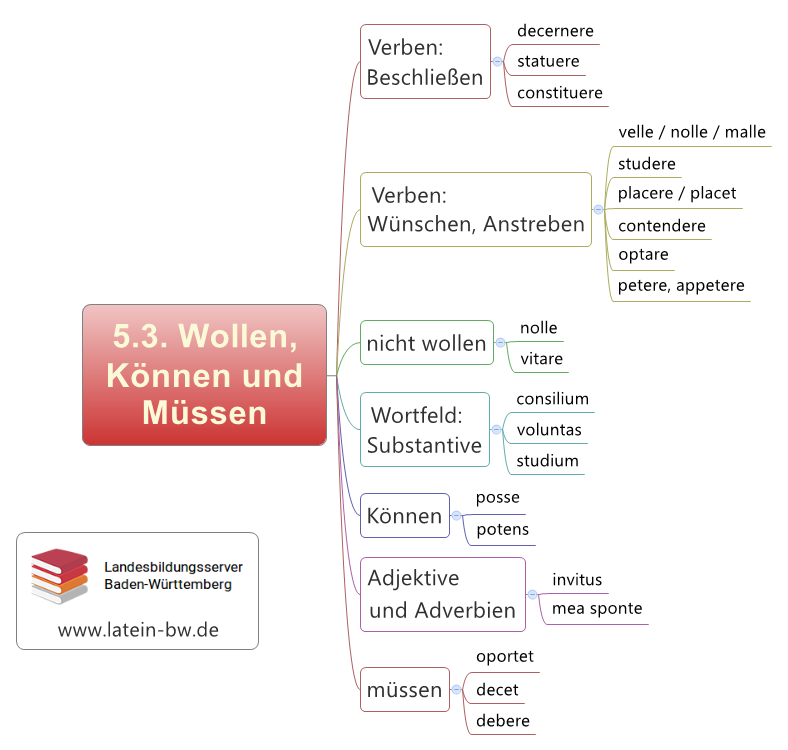 5.3. Wollen,
Können und
Müssen
Verben:
Beschließen
decernere
statuere
constituere
Verben:
Wünschen, Anstreben
velle / nolle / malle
studere
placere / placet
contendere
optare
petere, appetere
nicht wollen
nolle
vitare
Wortfeld:
Substantive
consilium
voluntas
studium
Können
posse
potens
Adjektive
und Adverbien
invitus
mea sponte
müssen
oportet
decet
debere
Landesbildungsserver
Baden-Württemberg
www.latein-bw.de